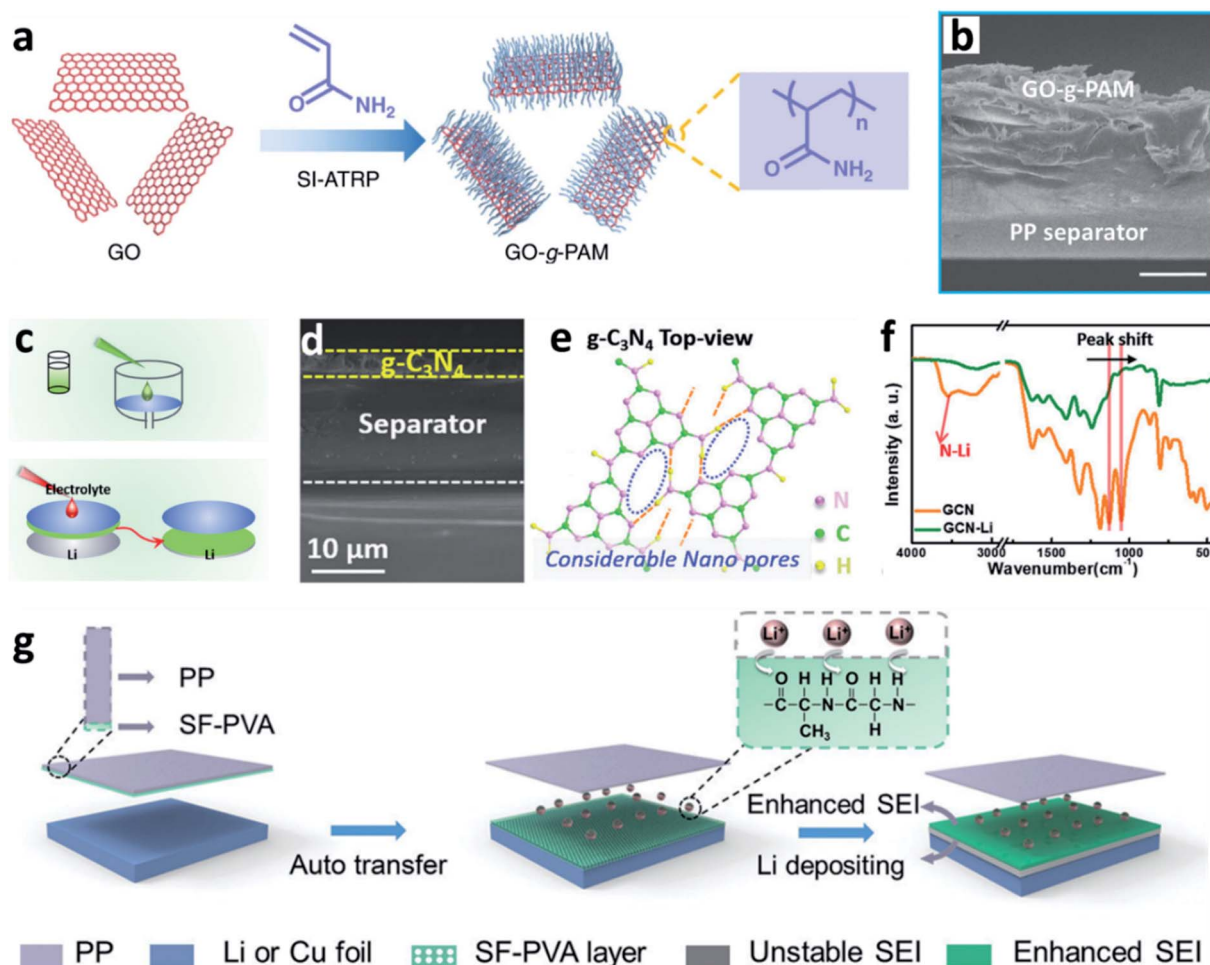 a
O
NH2
SI-ATRP
GO
GO-g-PAM
n
O
NH2
b
GO-g-PAM
PP separator
c
Electrolyte
Li
Li
d
g-C3N4
Separator
10 μm
e
g-C3N4 Top-view
N
C
H
Considerable Nano pores
f
Peak shift
N-Li
GCN
GCN-Li
Intensity (a. u.)
4000 3000 1500 1000 500
Wavenumber(cm-1)
g
PP
SF-PVA
Li+ Li+ Li+
O H H O H H
–C–C–N–C–C–N–
CH3 H
Auto transfer
Enhanced SEI
Li depositing
PP Li or Cu foil SF-PVA layer Unstable SEI Enhanced SEI